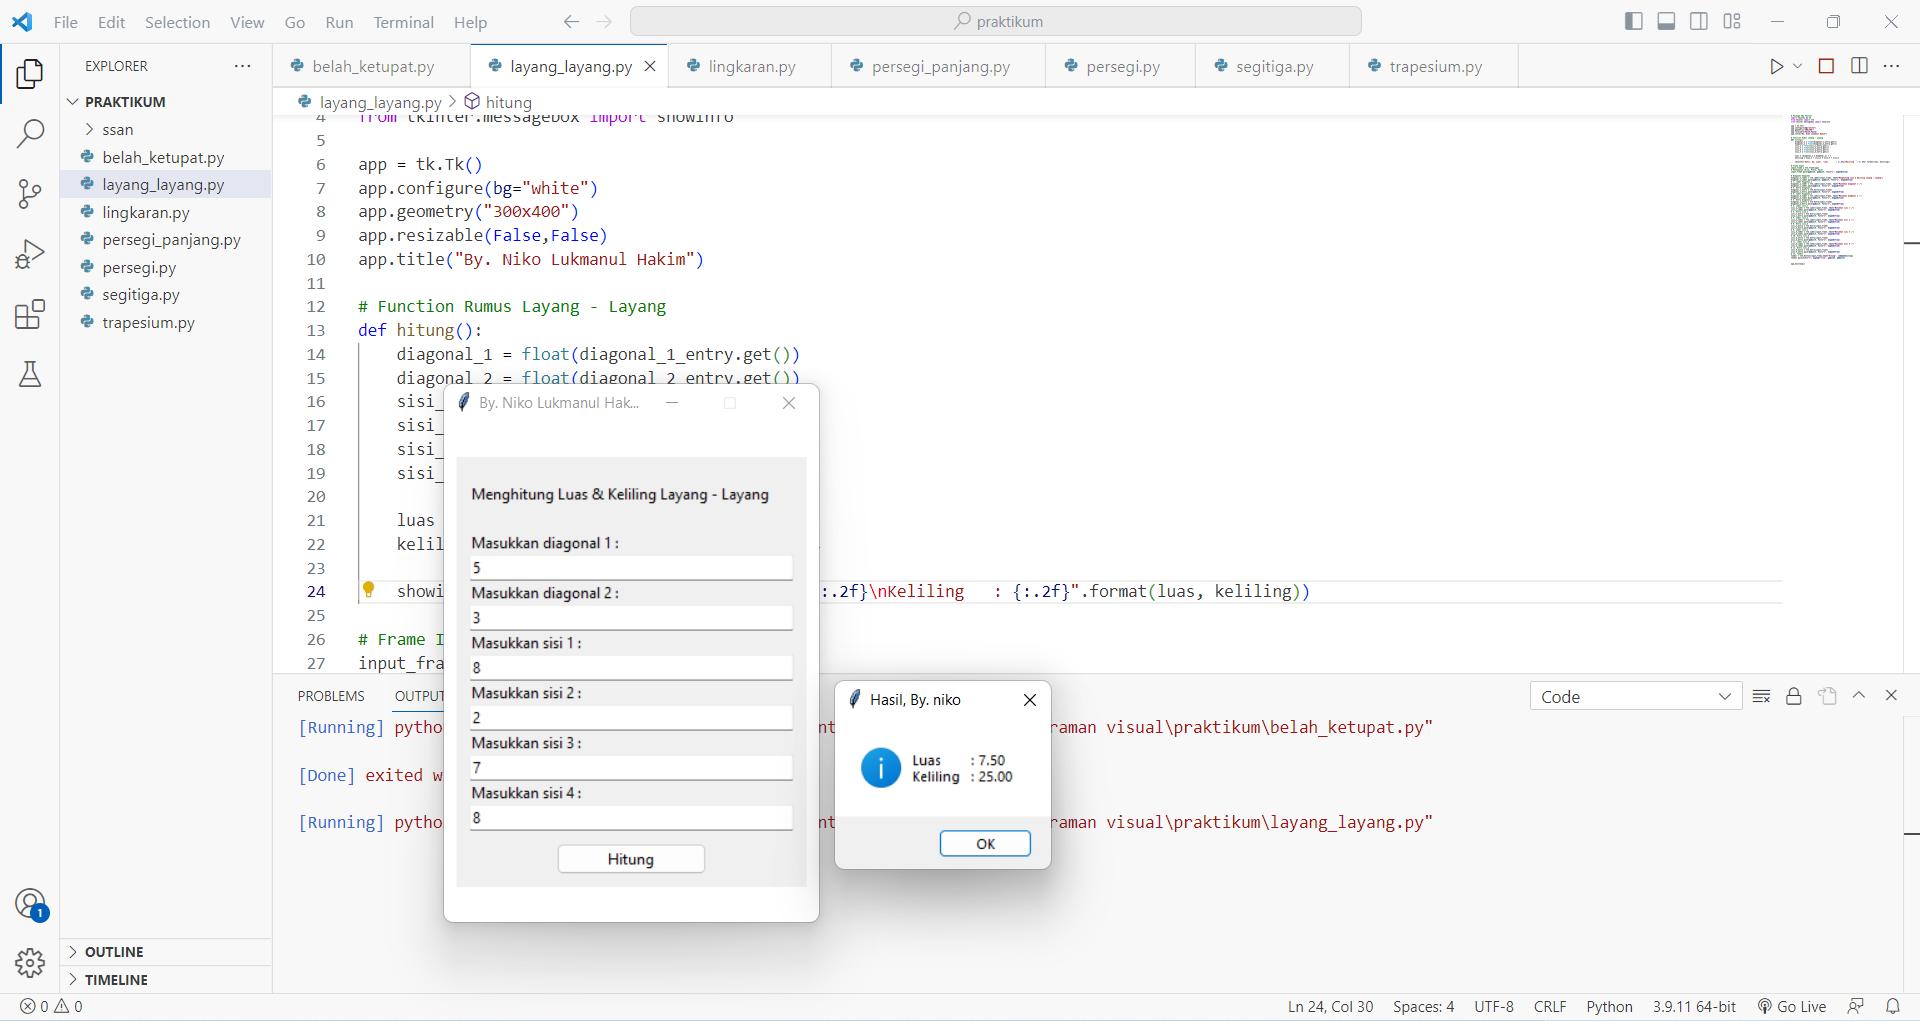 File Edit Selection View Go Run Terminal Help
praktikum
EXPLORER
PRAKTIKUM
ssan
belah_ketupat.py
layang_layang.py
lingkaran.py
persegi_panjang.py
persegi.py
segitiga.py
trapesium.py
OUTLINE
TIMELINE
belah_ketupat.py layang_layang.py lingkaran.py persegi_panjang.py persegi.py segitiga.py trapesium.py
layang_layang.py > hitung
4 from tkinter.messagebox import showinfo
5
6 app = tk.Tk()
7 app.configure(bg="white")
8 app.geometry("300x400")
9 app.resizable(False,False)
10 app.title("By. Niko Lukmanul Hakim")
11
12 # Function Rumus Layang - Layang
13 def hitung():
14 diagonal_1 = float(diagonal_1_entry.get())
15 diagonal_2 = float(diagonal_2_entry.get())
16 sisi_
17 sisi_
18 sisi_
19 sisi_
20
21 luas
22 kelil
23
24 showi :.2f}\nKeliling : {:.2f}".format(luas, keliling))
25
26 # Frame I
27 input_fra
By. Niko Lukmanul Hak...
Menghitung Luas & Keliling Layang - Layang
Masukkan diagonal 1 :
5
Masukkan diagonal 2 :
3
Masukkan sisi 1 :
8
Masukkan sisi 2 :
2
Masukkan sisi 3 :
7
Masukkan sisi 4 :
8
Hitung
Hasil, By. niko
Luas : 7.50
Keliling : 25.00
OK
PROBLEMS OUTPUT
Code
[Running] pytho nt raman visual\praktikum\belah_ketupat.py"
[Done] exited w
[Running] pytho nt raman visual\praktikum\layang_layang.py"
1
0 0
Ln 24, Col 30 Spaces: 4 UTF-8 CRLF Python 3.9.11 64-bit Go Live